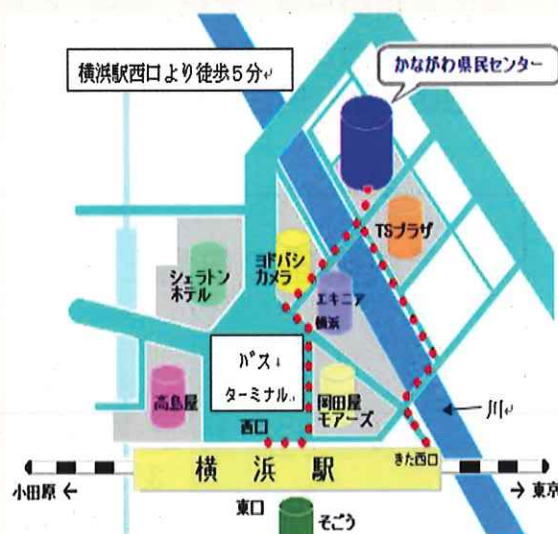 横浜駅西口より徒歩5分
かながわ県民センター
TSプラザ
ヨドバシ
カメラ
シェラトン
ホテル
エキニア
横浜
バス
ターミナル
高島屋
岡田屋
モアーズ
川
西口
きた西口
横浜駅
小田原 ←
→ 東京
東口
そごう